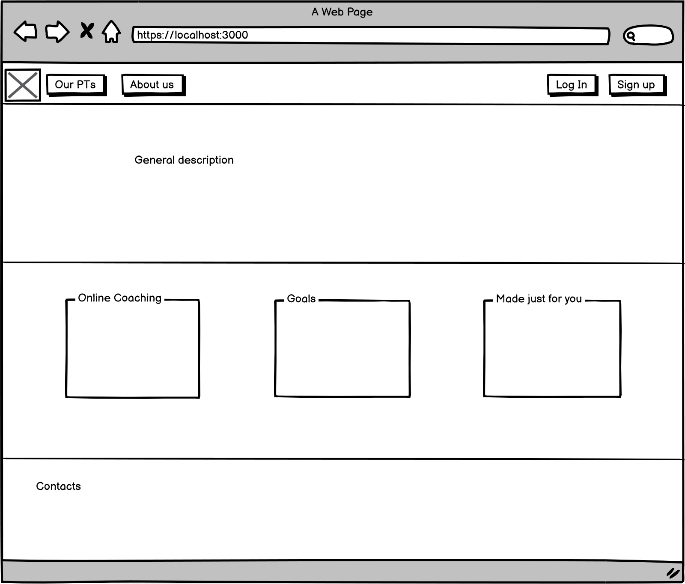 A Web Page
https://localhost:3000
Our PTs
About us
Log In
Sign up
General description
Online Coaching
Goals
Made just for you
Contacts